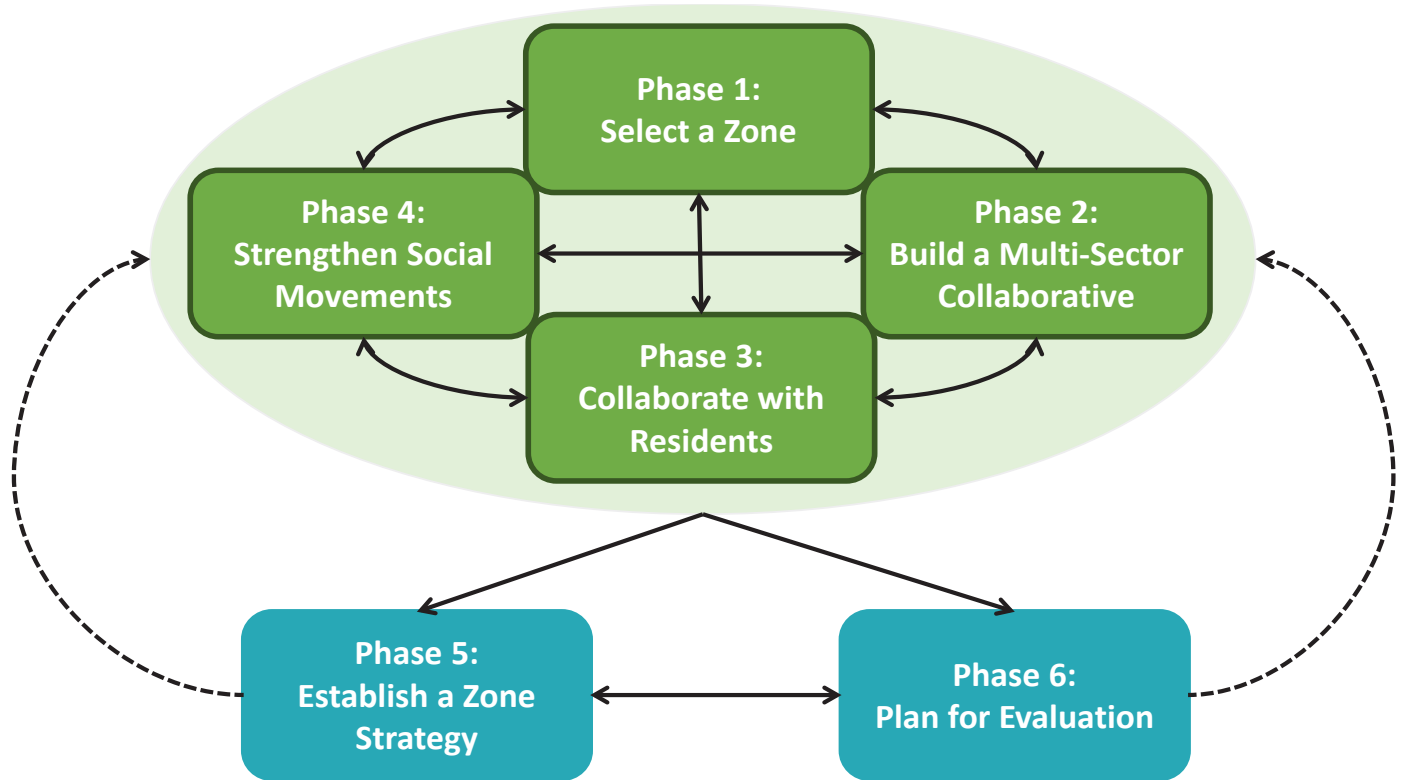 Phase 1:
Select a Zone
Phase 4:
Strengthen Social
Movements
Phase 2:
Build a Multi-Sector
Collaborative
Phase 3:
Collaborate with
Residents
Phase 5:
Establish a Zone
Strategy
Phase 6:
Plan for Evaluation